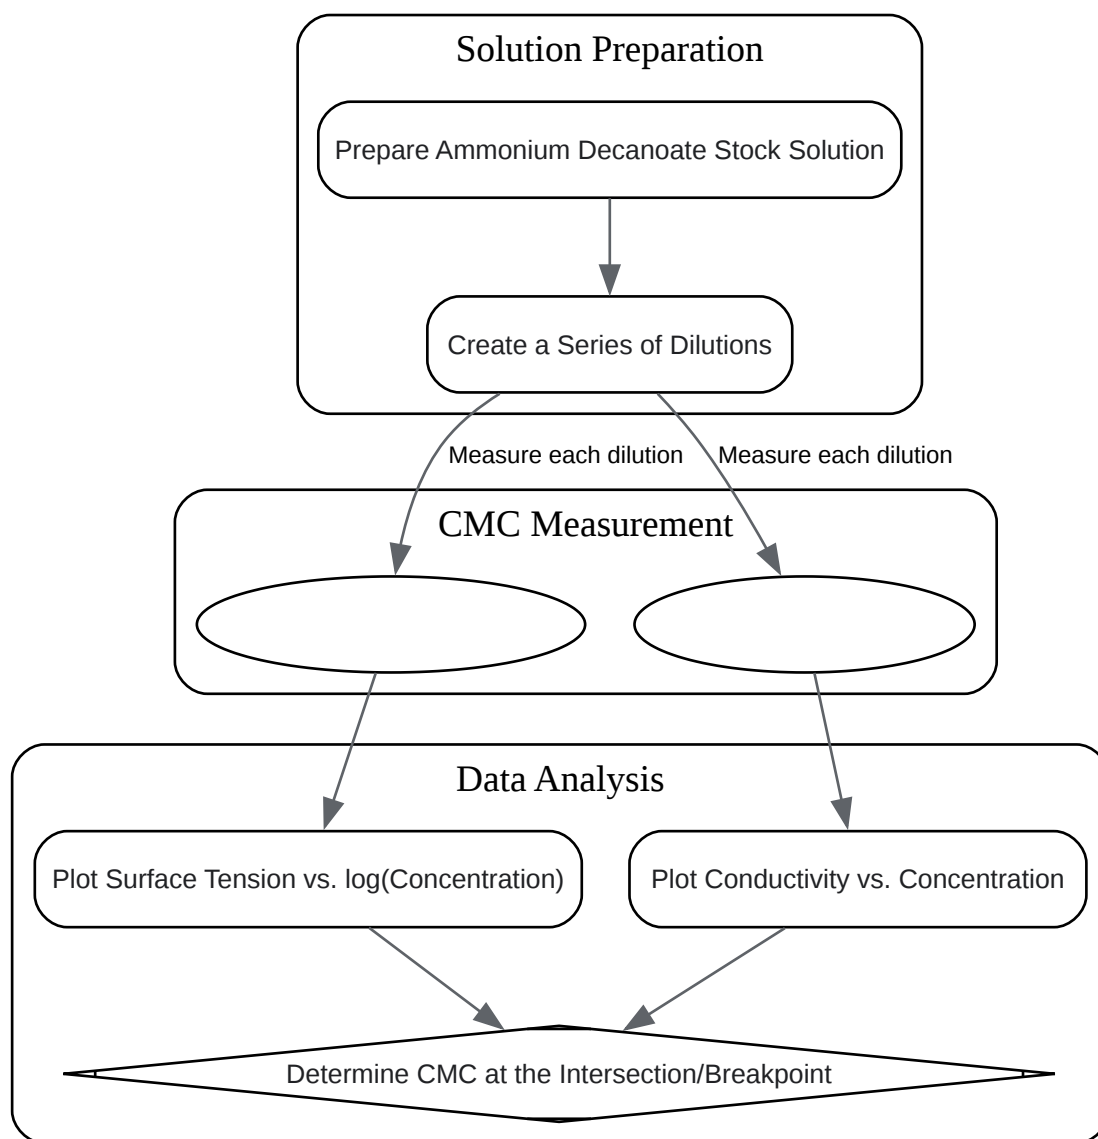 Solution Preparation
Prepare Ammonium Decanoate Stock Solution
Create a Series of Dilutions
Measure each dilution
Measure each dilution
CMC Measurement
Data Analysis
Plot Surface Tension vs. log(Concentration)
Plot Conductivity vs. Concentration
Determine CMC at the Intersection/Breakpoint